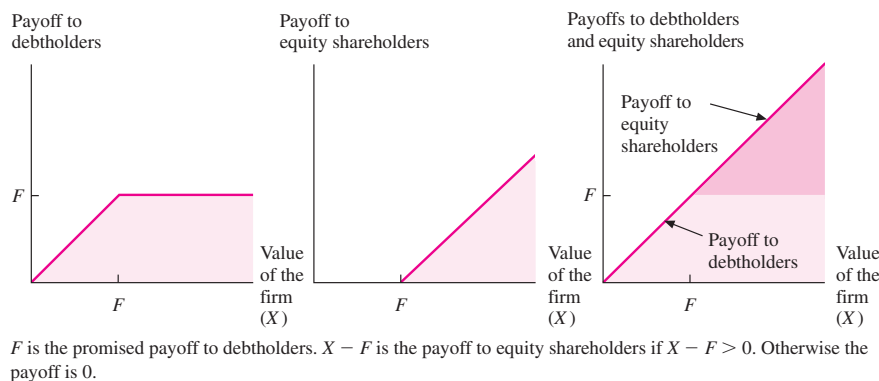 Payoff to
debtholders
F
F
Value
of the
firm
(X)
Payoff to
equity shareholders
F
Value
of the
firm
(X)
Payoffs to debtholders
and equity shareholders
Payoff to
equity
shareholders
F
Payoff to
debtholders
F
Value
of the
firm
(X)
F is the promised payoff to debtholders. X − F is the payoff to equity shareholders if X − F > 0. Otherwise the
payoff is 0.